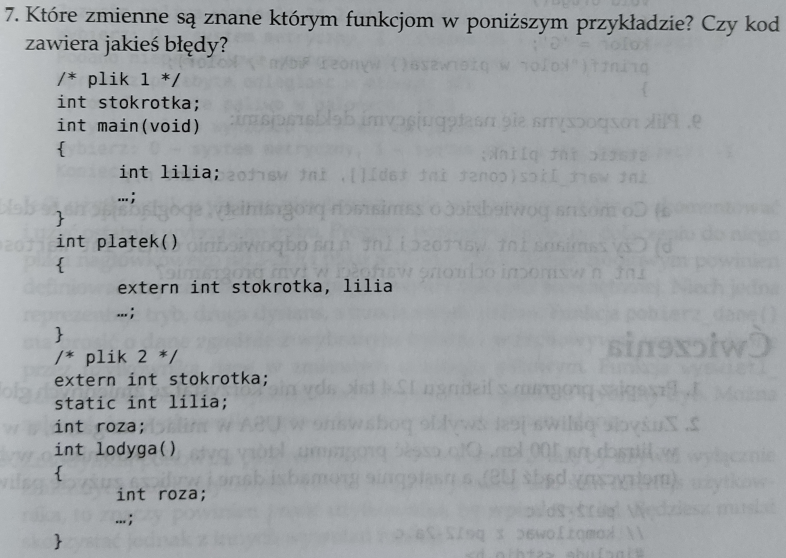 7. Które zmienne są znane którym funkcjom w poniższym przykładzie? Czy kod
zawiera jakieś błędy?
/* plik 1 */
int stokrotka;
int main(void)
{
int lilia;
…;
}
int platek()
{
extern int stokrotka, lilia
…;
}
/* plik 2 */
extern int stokrotka;
static int lilia;
int roza;
int lodyga()
{
int roza;
…;
}